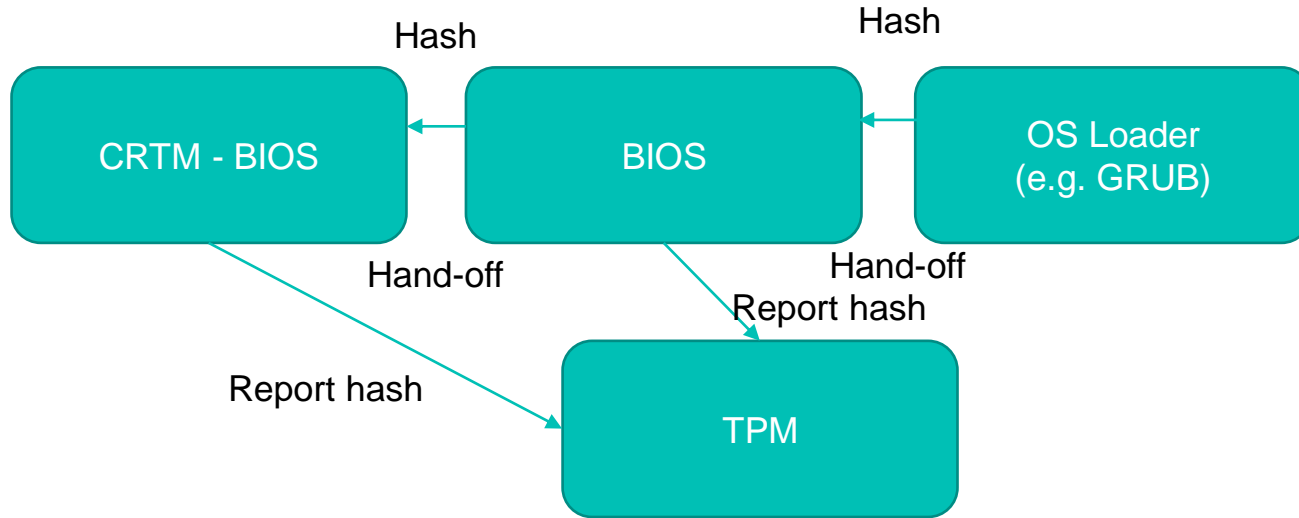 Hash
Hash
CRTM - BIOS
BIOS
OS Loader
(e.g. GRUB)
Hand-off
Hand-off
Report hash
Report hash
TPM